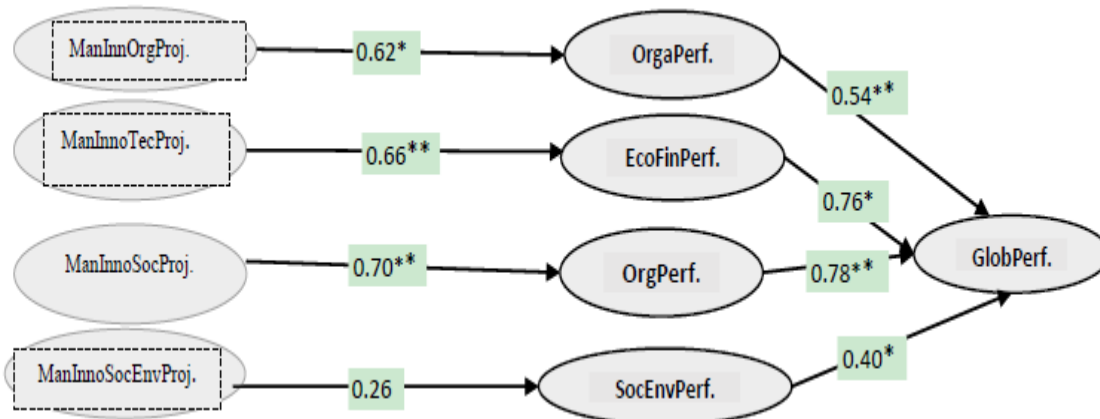 ManInnOrgProj. 0.62* OrgaPerf.
0.54**
ManInnoTecProj. 0.66** EcoFinPerf.
0.76*
ManInnoSocProj. 0.70** OrgPerf. 0.78** GlobPerf.
ManInnoSocEnvProj. 0.26 SocEnvPerf. 0.40*